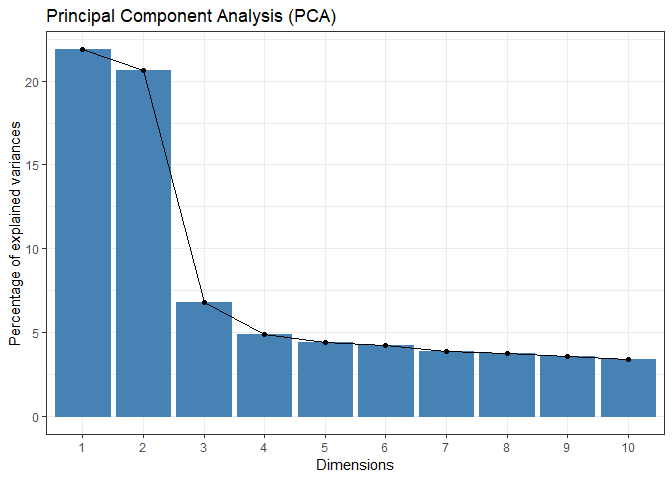 Principal Component Analysis (PCA)
Percentage of explained variances
20
15
10
5
0
1 2 3 4 5 6 7 8 9 10
Dimensions